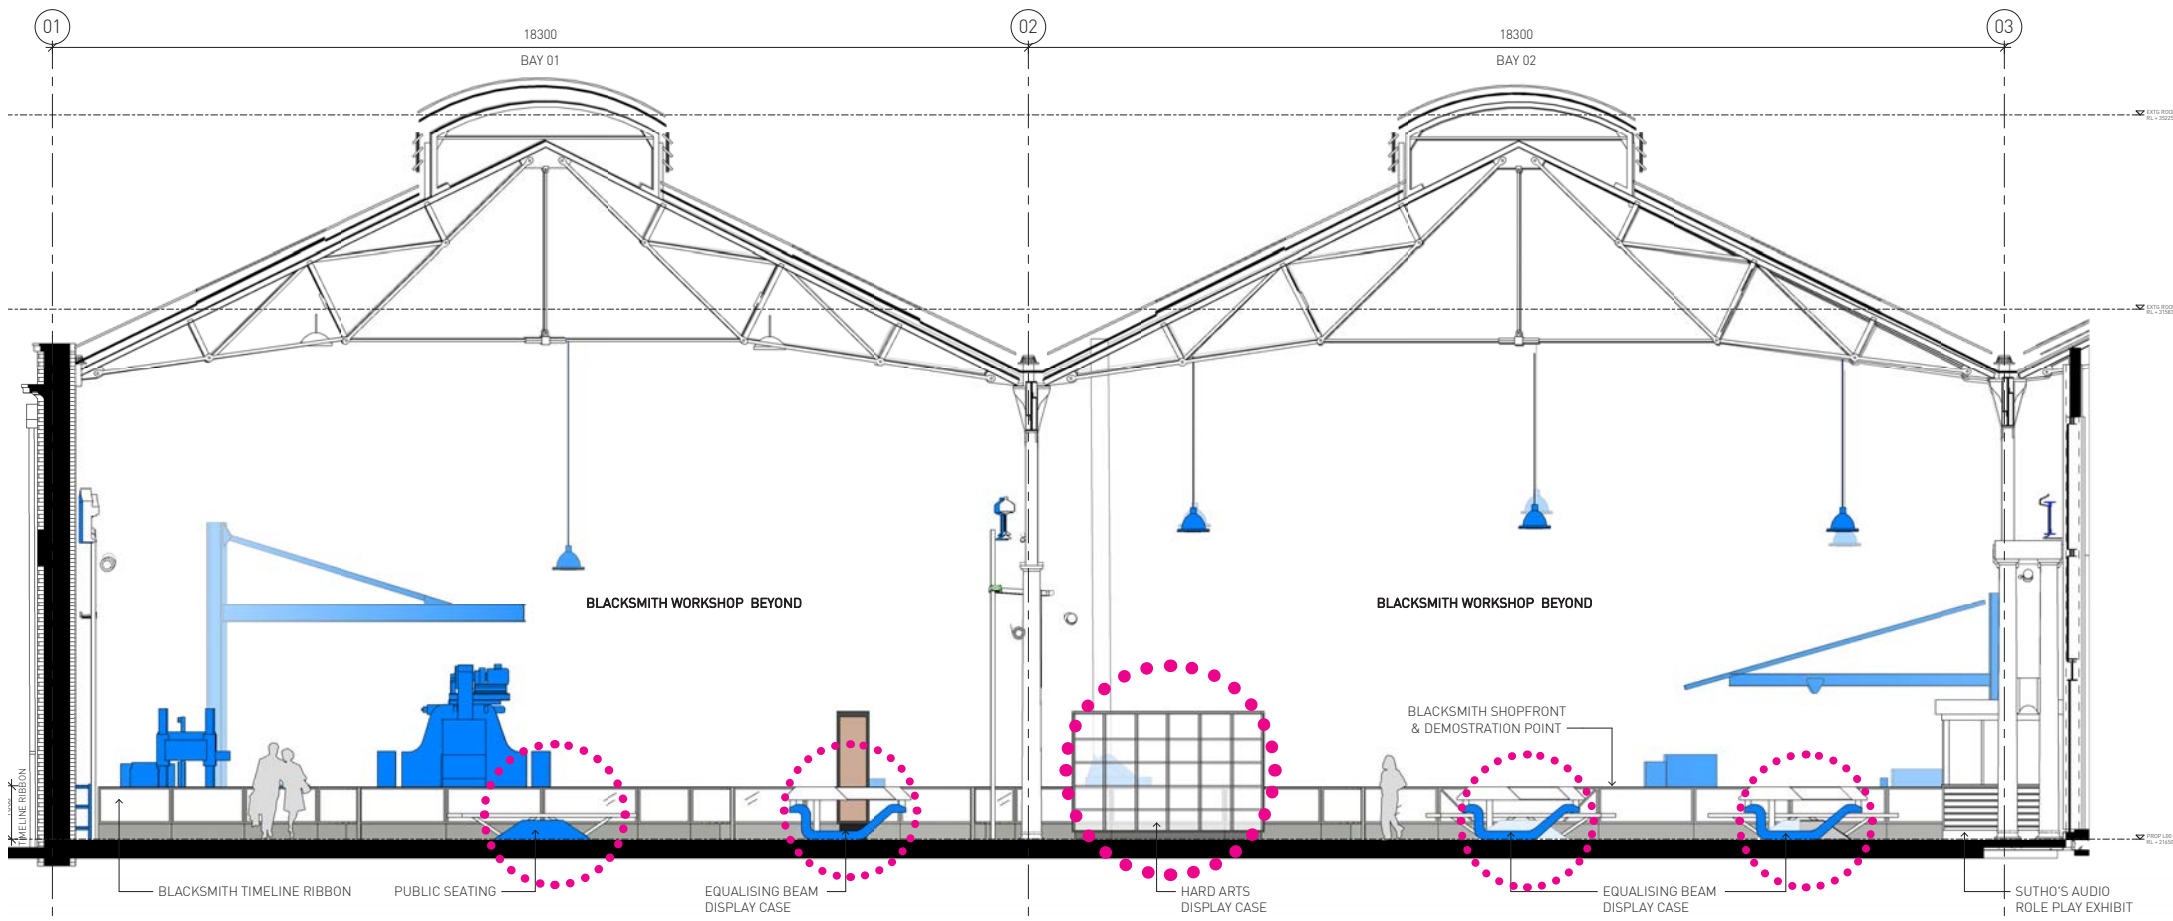 01
02
03
18300
18300
BAY 01
BAY 02
BLACKSMITH WORKSHOP BEYOND
BLACKSMITH WORKSHOP BEYOND
BLACKSMITH SHOPFRONT
& DEMOSTRATION POINT
TIMELINE RIBBON
BLACKSMITH TIMELINE RIBBON
PUBLIC SEATING
EQUALISING BEAM
DISPLAY CASE
HARD ARTS
DISPLAY CASE
EQUALISING BEAM
DISPLAY CASE
SUTHO'S AUDIO
ROLE PLAY EXHIBIT